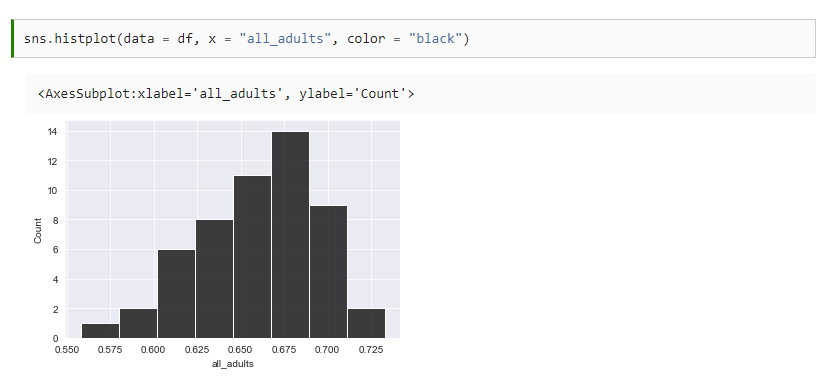 sns.histplot(data = df, x = "all_adults", color = "black")
<AxesSubplot:xlabel='all_adults', ylabel='Count'>
14
12
10
8
6
4
2
0
Count
0.550 0.575 0.600 0.625 0.650 0.675 0.700 0.725
all_adults